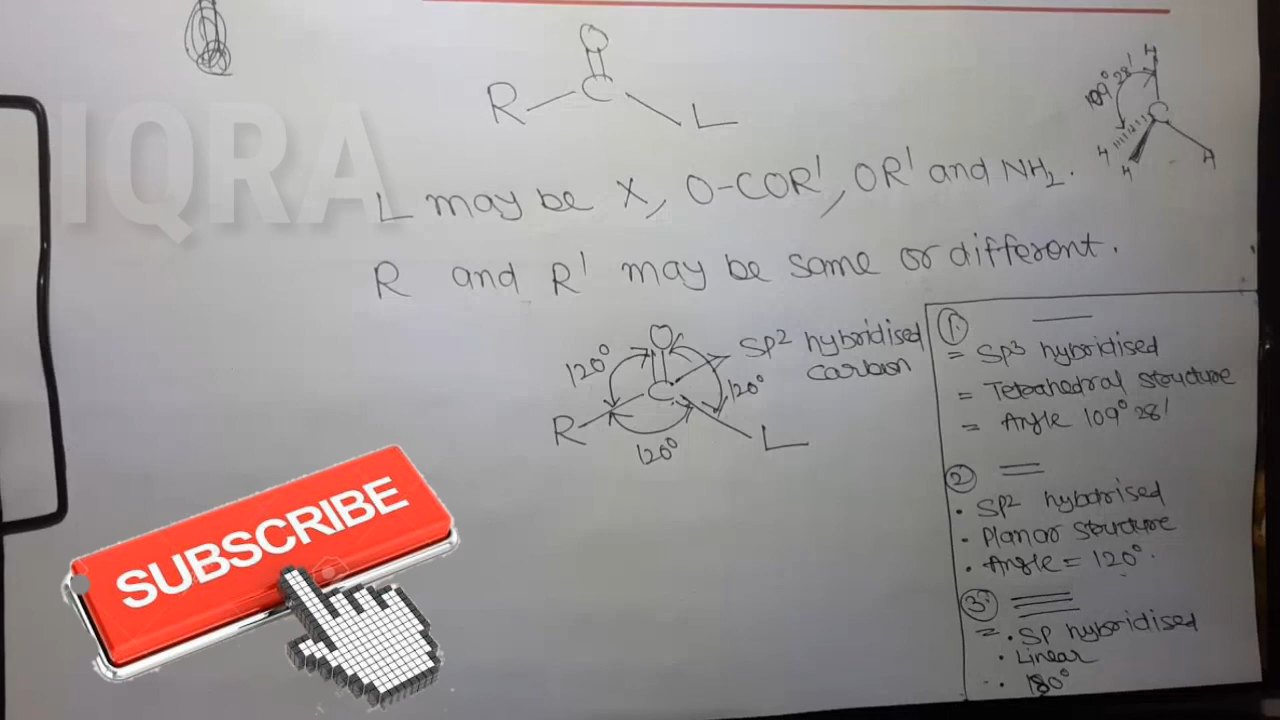 IQRA
O
R C L
H
109° 28'
C
H H H
L may be X, O-COR', OR' and NH2.
R and R' may be same or different.
O
SP2 hybridised
carbon
120° 120°
C
R L
120°
1.
= SP3 hybridised
= Tetrahedral structure
= Angle 109° 28'
2
. SP2 hybridised
. Planar structure
. Angle = 120°.
3.
= . SP hybridised
. Linear
. 180°
SUBSCRIBE